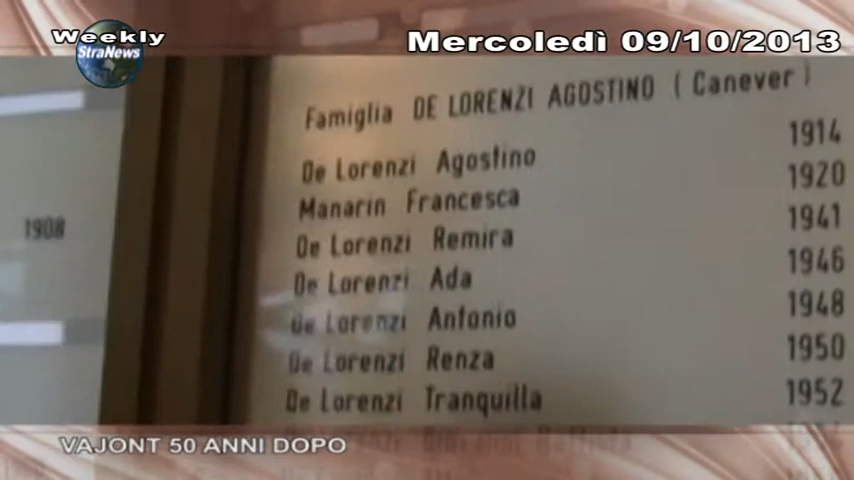 Weekly
StraNews
Mercoledì 09/10/2013
Famiglia DE LORENZI AGOSTINO (Canever)
De Lorenzi Agostino 1914
Manarin Francesca 1920
De Lorenzi Remira 1941
De Lorenzi Ada 1946
De Lorenzi Antonio 1948
De Lorenzi Renza 1950
De Lorenzi Tranquilla 1952
1908
VAJONT 50 ANNI DOPO